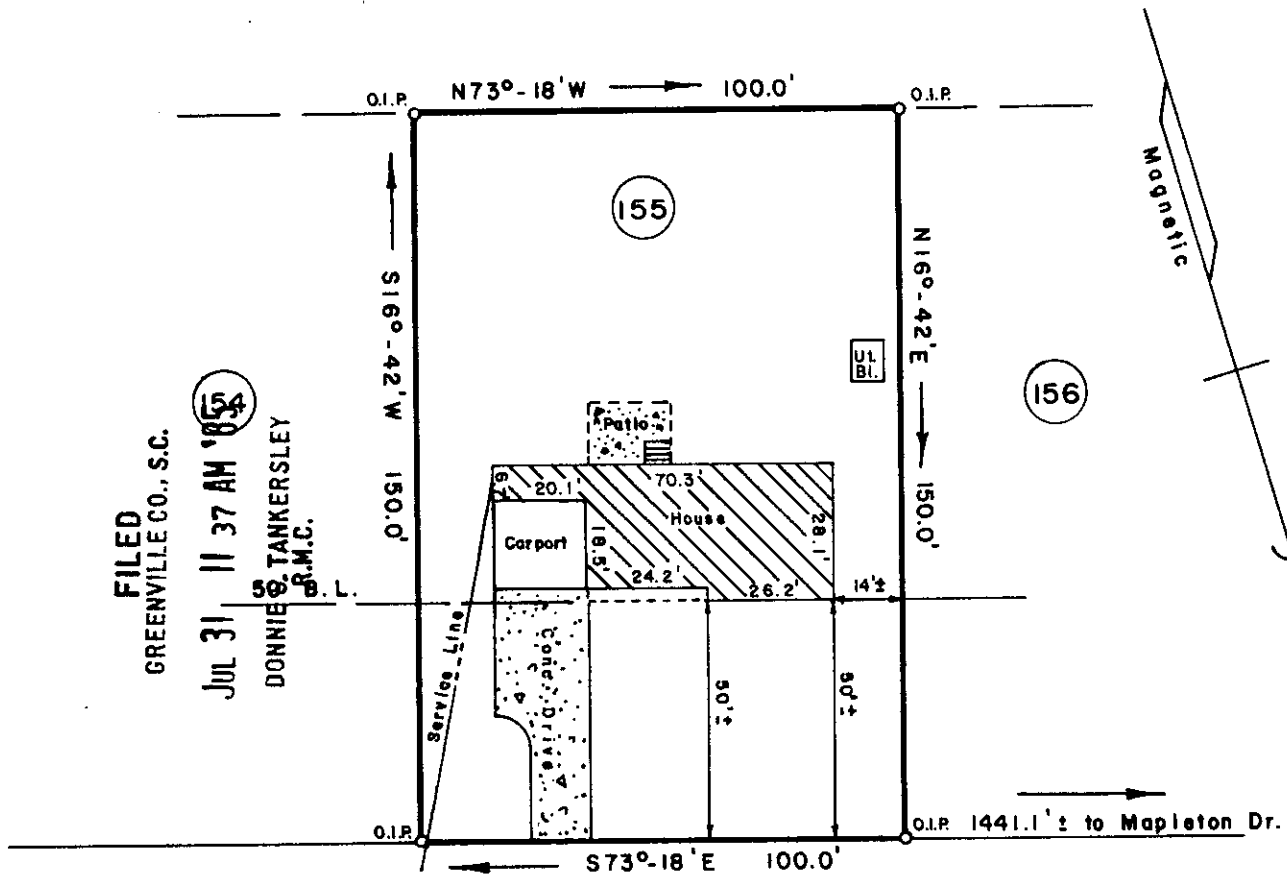 N73°-18'W 100.0'
O.I.P.
O.I.P.
155
Magnetic
S16°-42'W 150.0'
N16°-42'E 150.0'
Ut.
Bl.
154
156
FILED
GREENVILLE CO., S.C.
JUL 31 11 37 AM
DONNIE S. TANKERSLEY
R.M.C.
Patio
6.7'
20.1'
70.3'
House
28.1'
Carport
18.5'
24.2'
26.2'
14'±
50' B.L.
Service Line
Conc. Drive
50'±
50'±
O.I.P.
O.I.P.
1441.1'± to Mapleton Dr.
S73°-18'E 100.0'